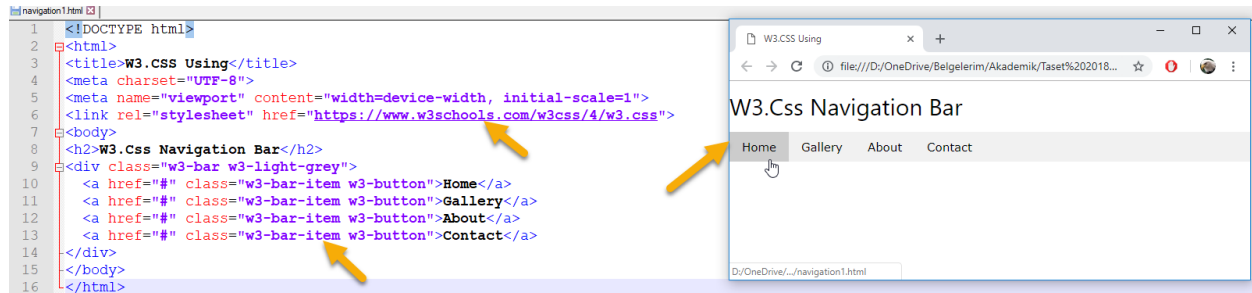 navigation1.html
1 <!DOCTYPE html>
2 <html>
3 <title>W3.CSS Using</title>
4 <meta charset="UTF-8">
5 <meta name="viewport" content="width=device-width, initial-scale=1">
6 <link rel="stylesheet" href="https://www.w3schools.com/w3css/4/w3.css">
7 <body>
8 <h2>W3.Css Navigation Bar</h2>
9 <div class="w3-bar w3-light-grey">
10 <a href="#" class="w3-bar-item w3-button">Home</a>
11 <a href="#" class="w3-bar-item w3-button">Gallery</a>
12 <a href="#" class="w3-bar-item w3-button">About</a>
13 <a href="#" class="w3-bar-item w3-button">Contact</a>
14 </div>
15 </body>
16 </html>
W3.CSS Using
file:///D:/OneDrive/Belgelerim/Akademik/Taset%202018...
W3.Css Navigation Bar
Home Gallery About Contact
D:/OneDrive/.../navigation1.html